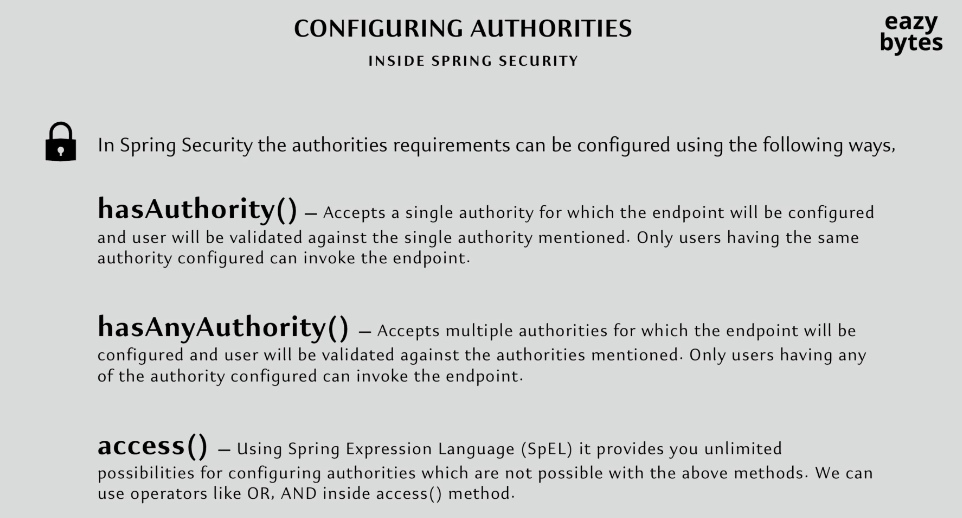 CONFIGURING AUTHORITIES
INSIDE SPRING SECURITY
eazy
bytes
In Spring Security the authorities requirements can be configured using the following ways,
hasAuthority() — Accepts a single authority for which the endpoint will be configured
and user will be validated against the single authority mentioned. Only users having the same
authority configured can invoke the endpoint.
hasAnyAuthority() — Accepts multiple authorities for which the endpoint will be
configured and user will be validated against the authorities mentioned. Only users having any
of the authority configured can invoke the endpoint.
access() — Using Spring Expression Language (SpEL) it provides you unlimited
possibilities for configuring authorities which are not possible with the above methods. We can
use operators like OR, AND inside access() method.